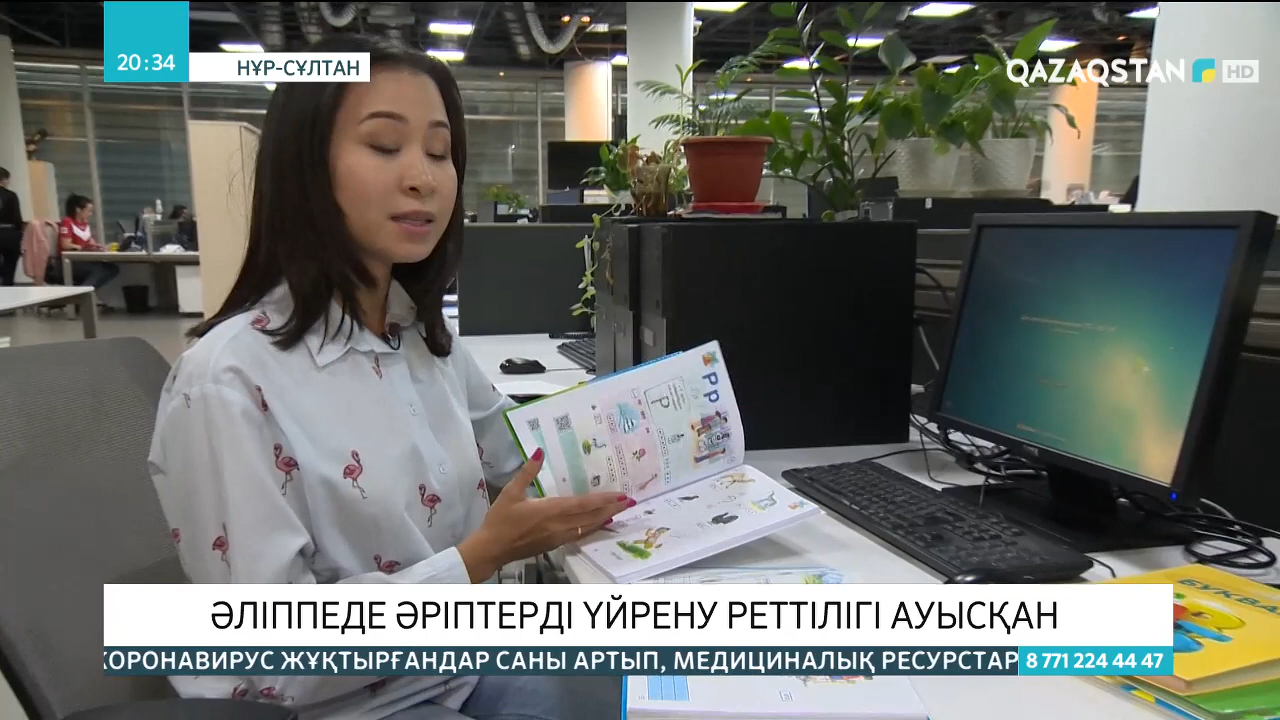 20:34
НҰР-СҰЛТАН
QAZAQSTAN HD
Рр
Р
БУКВА
ӘЛІППЕДЕ ӘРІПТЕРДІ ҮЙРЕНУ РЕТТІЛІГІ АУЫСҚАН
КОРОНАВИРУС ЖҰҚТЫРҒАНДАР САНЫ АРТЫП, МЕДИЦИНАЛЫҚ РЕСУРСТАР
8 771 224 44 47